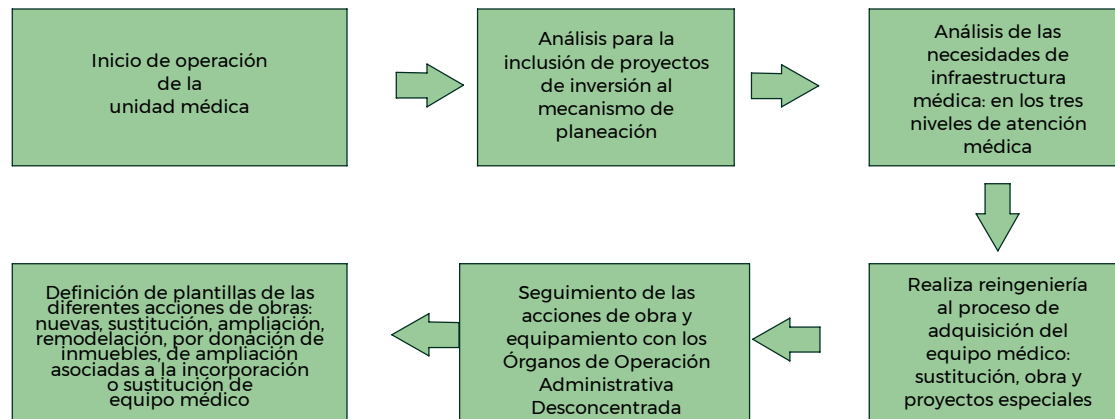 Inicio de operación
de la
unidad médica
Análisis para la
inclusión de proyectos
de inversión al
mecanismo de
planeación
Análisis de las
necesidades de
infraestructura
médica: en los tres
niveles de atención
médica
Realiza reingeniería
al proceso de
adquisición del
equipo médico:
sustitución, obra y
proyectos especiales
Seguimiento de las
acciones de obra y
equipamiento con los
Órganos de Operación
Administrativa
Desconcentrada
Definición de plantillas de las
diferentes acciones de obras:
nuevas, sustitución, ampliación,
remodelación, por donación de
inmuebles, de ampliación
asociadas a la incorporación
o sustitución de
equipo médico